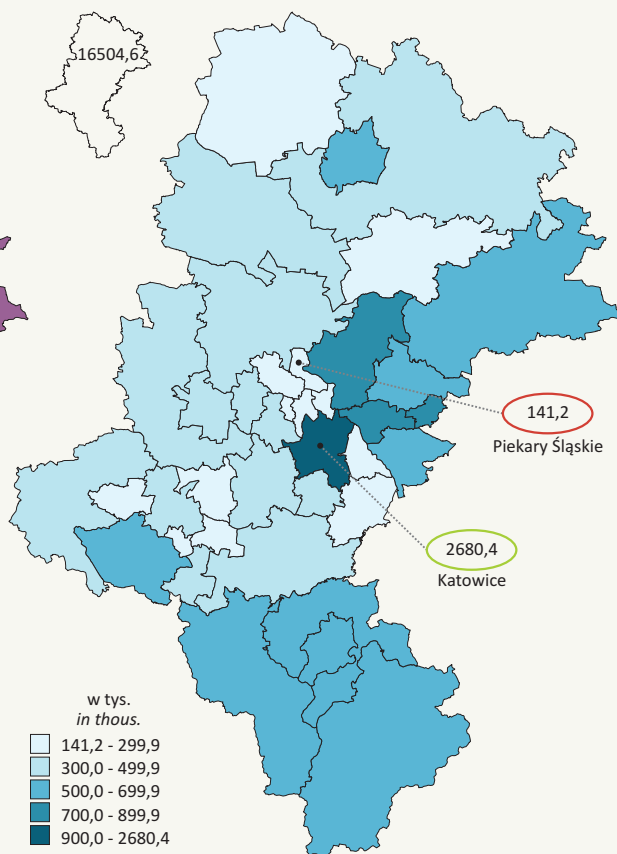 16504,6
141,2
Piekary Śląskie
2680,4
Katowice
w tys.
in thous.
141,2 - 299,9
300,0 - 499,9
500,0 - 699,9
700,0 - 899,9
900,0 - 2680,4